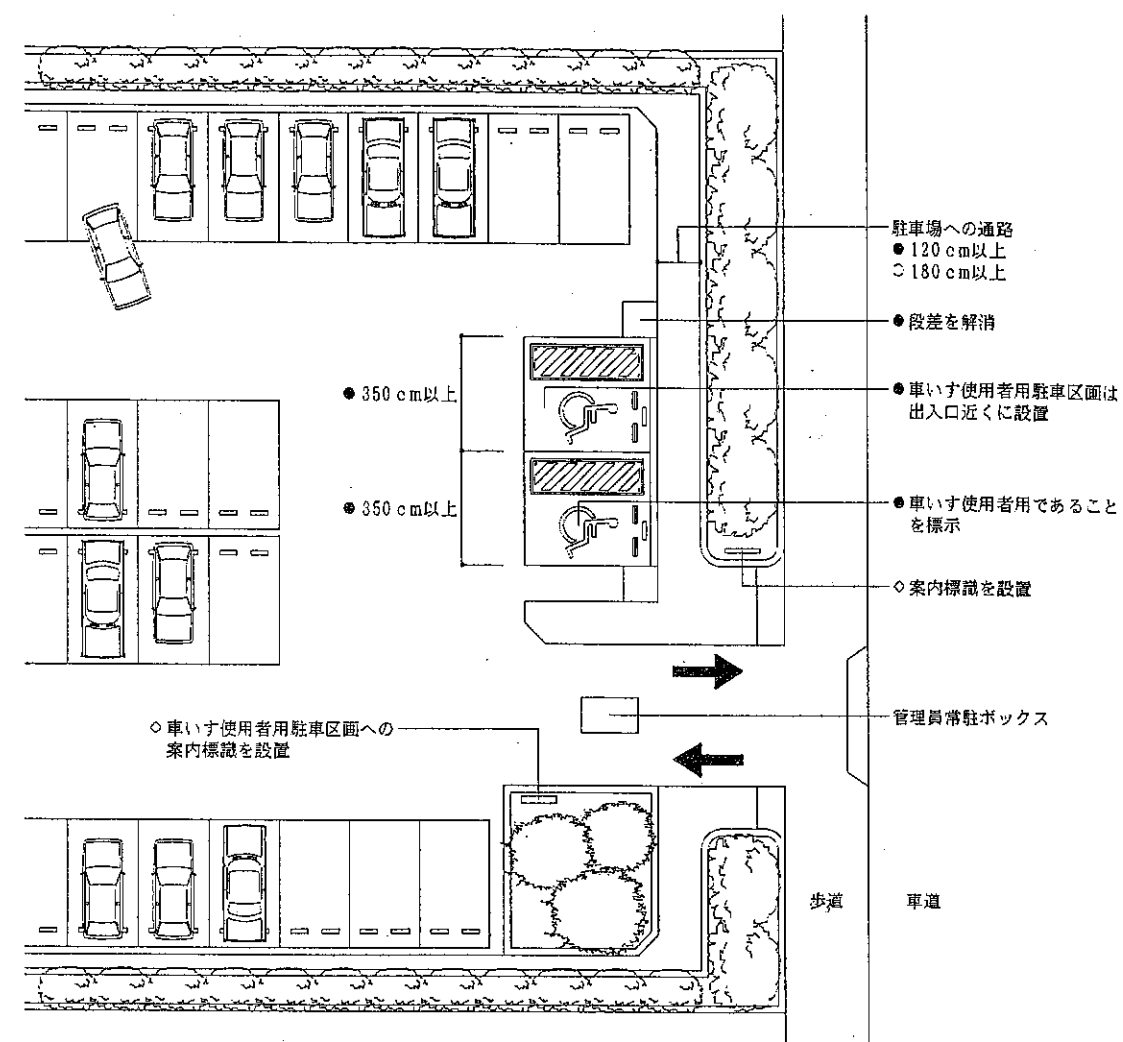 駐車場への通路
●120cm以上
○180cm以上
●段差を解消
●350cm以上
●車いす使用者用駐車区画は
出入口近くに設置
●350cm以上
●車いす使用者用であること
を標示
◇案内標識を設置
管理員常駐ボックス
◇車いす使用者用駐車区画への
案内標識を設置
歩道
車道